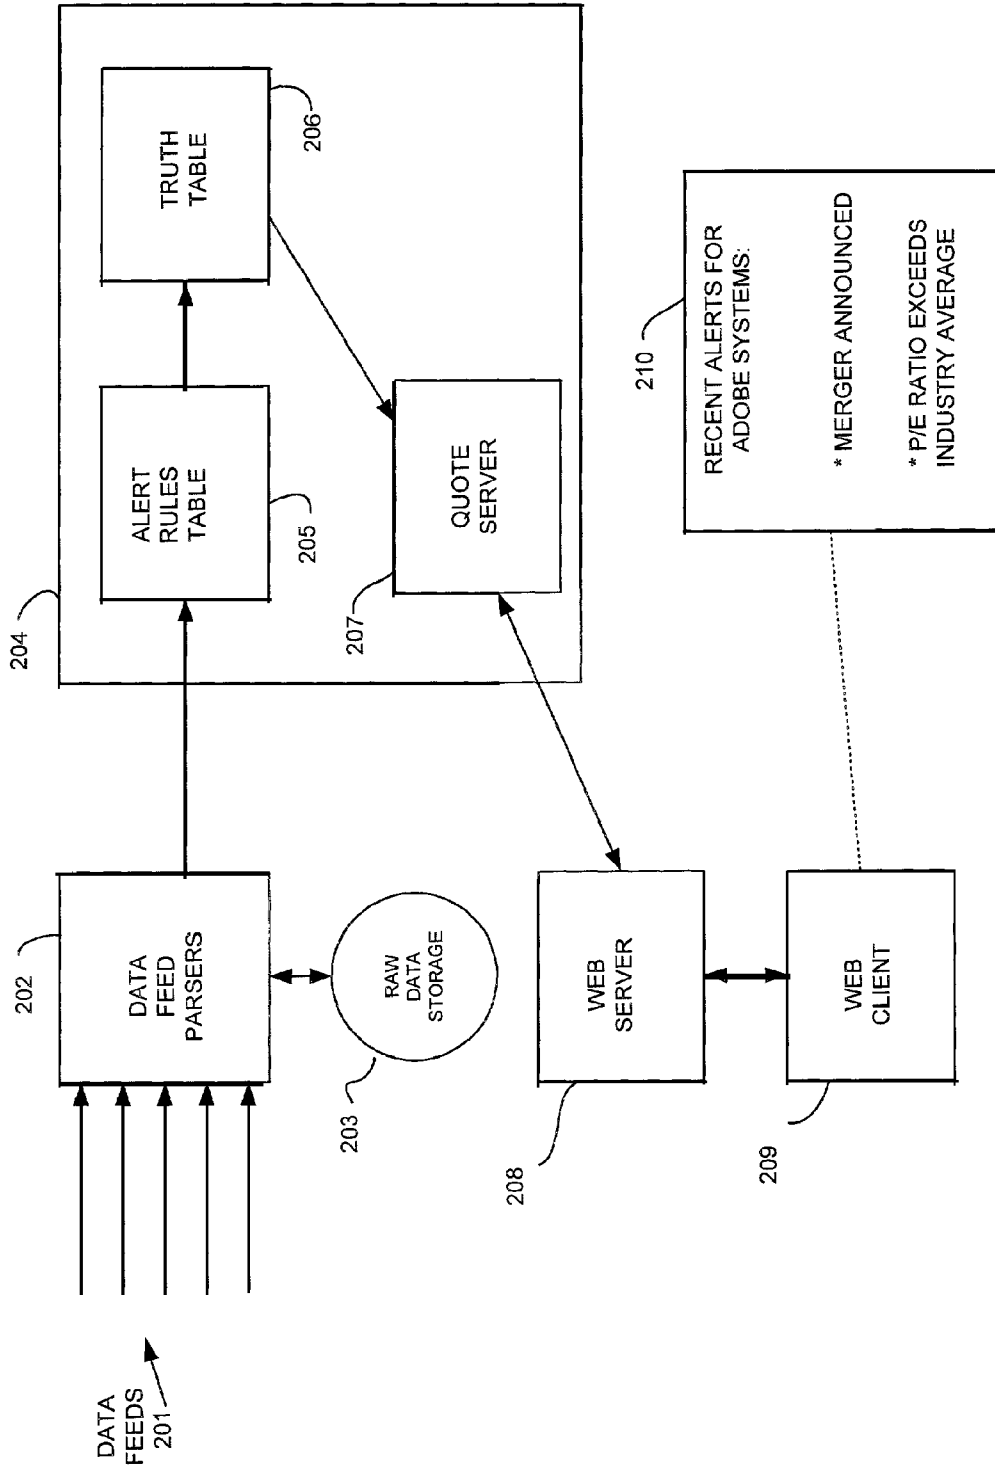 DATA
FEEDS
201
202
DATA
FEED
PARSERS
RAW
DATA
STORAGE
203
204
ALERT
RULES
TABLE
205
TRUTH
TABLE
206
QUOTE
SERVER
207
WEB
SERVER
208
WEB
CLIENT
209
210
RECENT ALERTS FOR
ADOBE SYSTEMS:
* MERGER ANNOUNCED
* P/E RATIO EXCEEDS
INDUSTRY AVERAGE